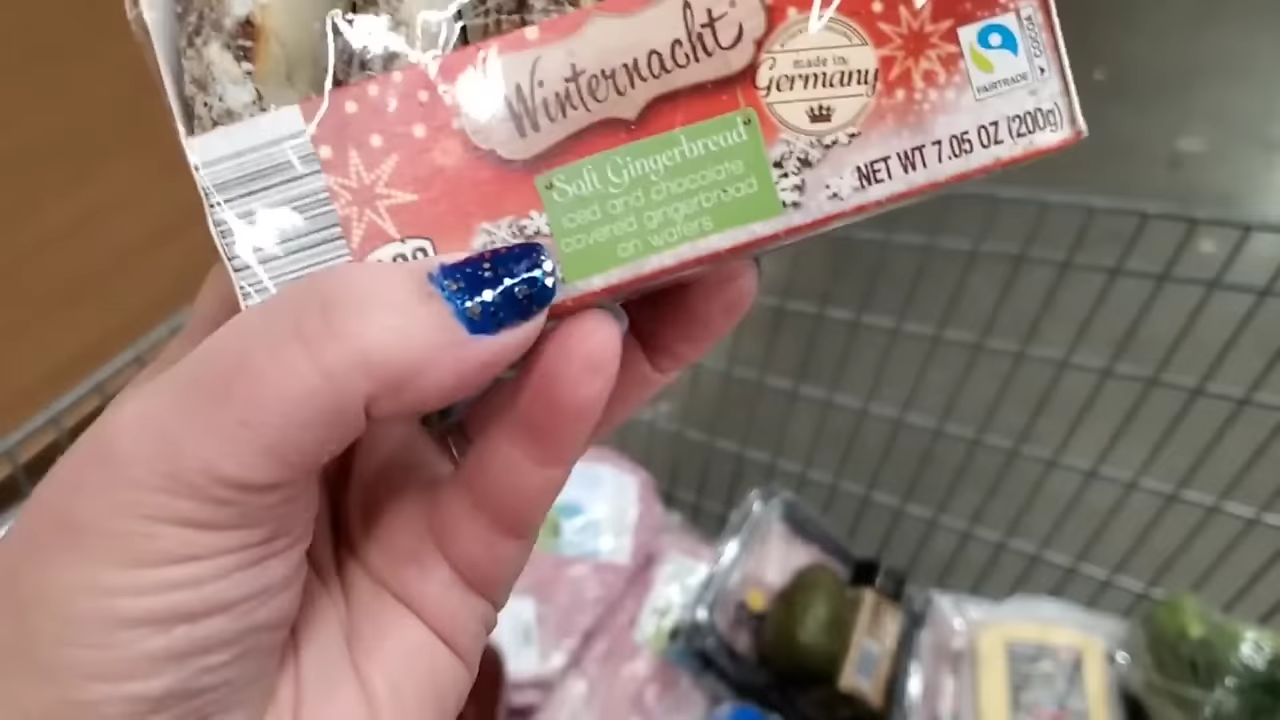 Winternacht
made in
Germany
FAIRTRADE
COCOA
NET WT 7.05 OZ (200g)
"Soft Gingerbread"
iced and chocolate
covered gingerbread
on wafers